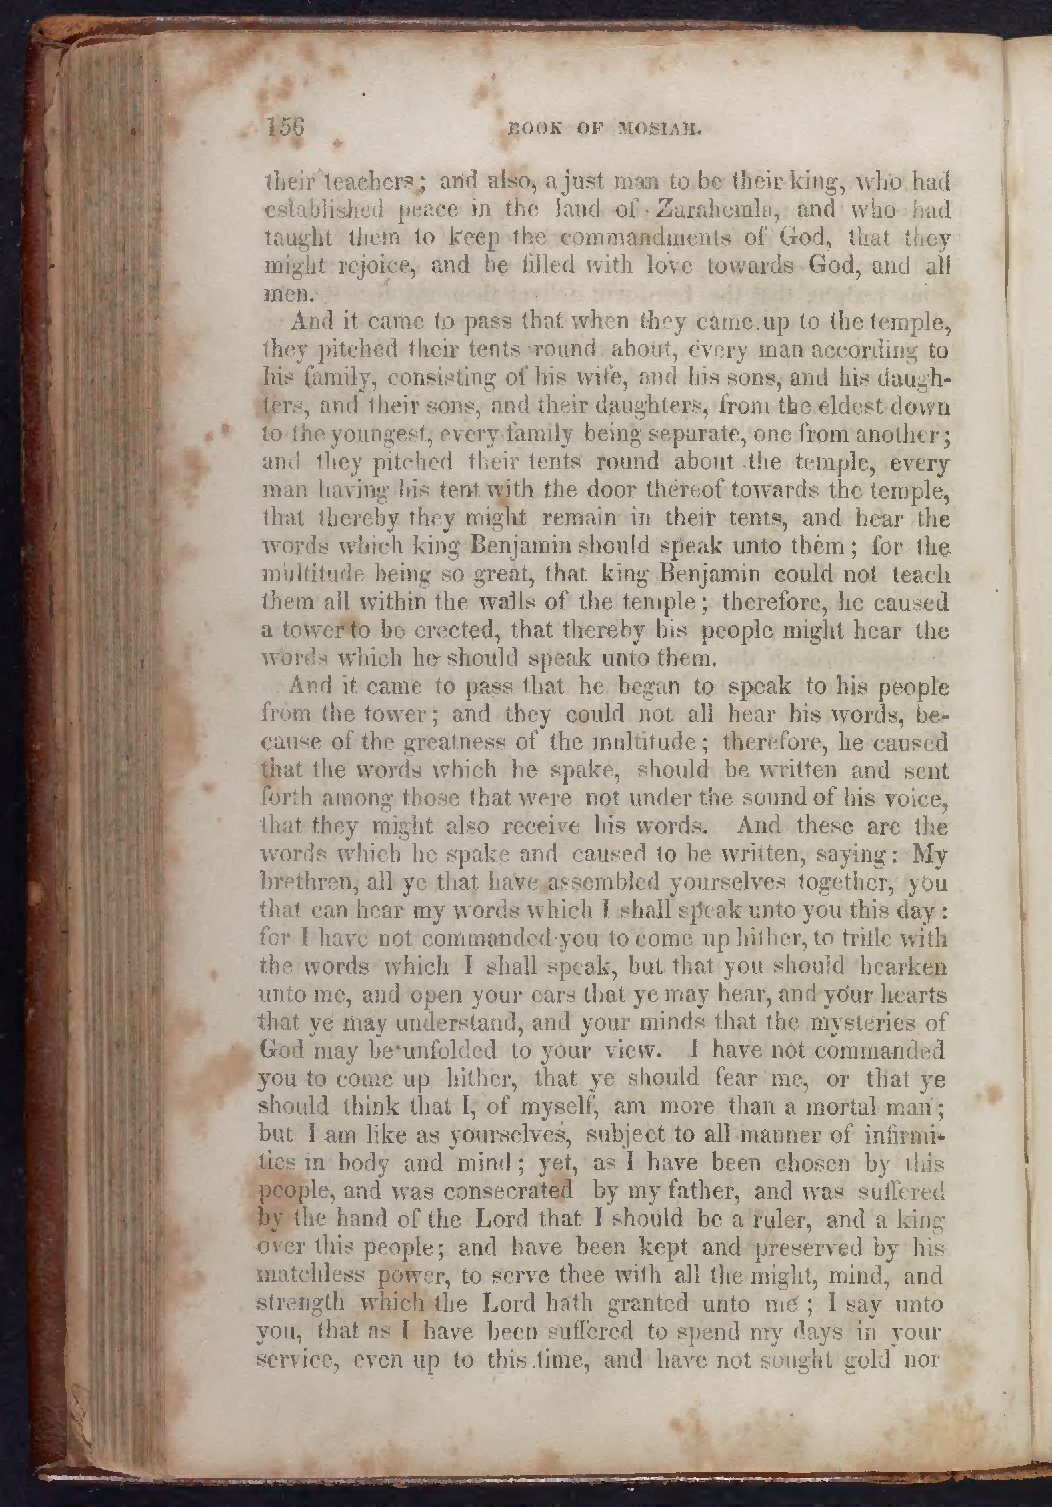 156
BOOK OF MOSIAH.
their teachers; and also, a just man to be their king, who had
established peace in the land of Zarahemla, and who had
taught them to keep the commandments of God, that they
might rejoice, and be filled with love towards God, and all
men.
And it came to pass that when they came up to the temple,
they pitched their tents round about, every man according to
his family, consisting of his wife, and his sons, and his daugh-
ters, and their sons, and their daughters, from the eldest down
to the youngest, every family being separate, one from another;
and they pitched their tents round about the temple, every
man having his tent with the door thereof towards the temple,
that thereby they might remain in their tents, and hear the
words which king Benjamin should speak unto them; for the
multitude being so great, that king Benjamin could not teach
them all within the walls of the temple; therefore, he caused
a tower to be erected, that thereby his people might hear the
words which he should speak unto them.
And it came to pass that he began to speak to his people
from the tower; and they could not all hear his words, be-
cause of the greatness of the multitude; therefore, he caused
that the words which he spake, should be written and sent
forth among those that were not under the sound of his voice,
that they might also receive his words. And these are the
words which he spake and caused to be written, saying: My
brethren, all ye that have assembled yourselves together, you
that can hear my words which I shall speak unto you this day:
for I have not commanded you to come up hither, to trifle with
the words which I shall speak, but that you should hearken
unto me, and open your ears that ye may hear, and your hearts
that ye may understand, and your minds that the mysteries of
God may be unfolded to your view. I have not commanded
you to come up hither, that ye should fear me, or that ye
should think that I, of myself, am more than a mortal man;
but I am like as yourselves, subject to all manner of infirmi-
ties in body and mind; yet, as I have been chosen by this
people, and was consecrated by my father, and was suffered
by the hand of the Lord that I should be a ruler, and a king
over this people; and have been kept and preserved by his
matchless power, to serve thee with all the might, mind, and
strength which the Lord hath granted unto me; I say unto
you, that as I have been suffered to spend my days in your
service, even up to this time, and have not sought gold nor